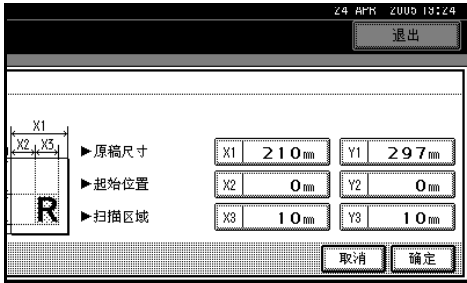 24 APR 2005 19:24
退出
X1
X2 X3
▶原稿尺寸 X1 210mm Y1 297mm
▶起始位置 X2 0mm Y2 0mm
R
▶扫描区域 X3 10mm Y3 10mm
取消 确定